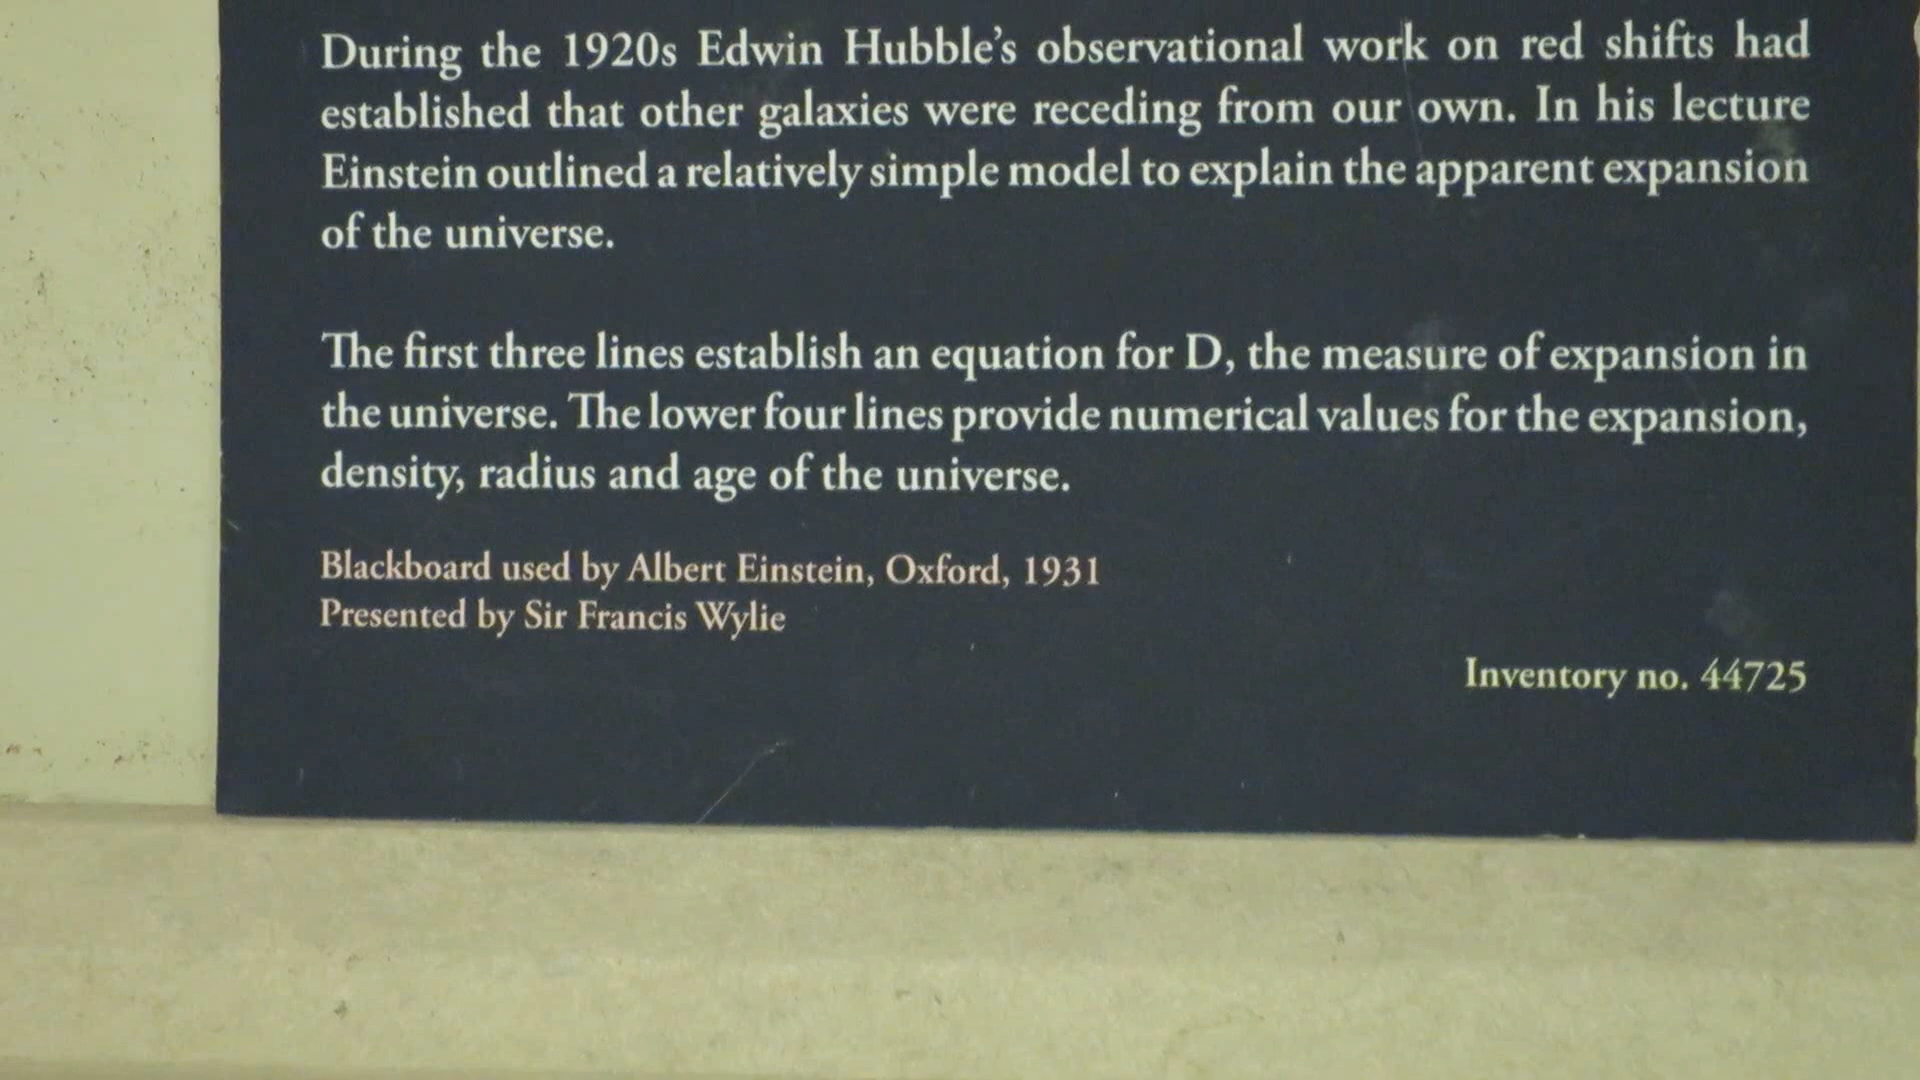 During the 1920s Edwin Hubble's observational work on red shifts had
established that other galaxies were receding from our own. In his lecture
Einstein outlined a relatively simple model to explain the apparent expansion
of the universe.
The first three lines establish an equation for D, the measure of expansion in
the universe. The lower four lines provide numerical values for the expansion,
density, radius and age of the universe.
Blackboard used by Albert Einstein, Oxford, 1931
Presented by Sir Francis Wylie
Inventory no. 44725